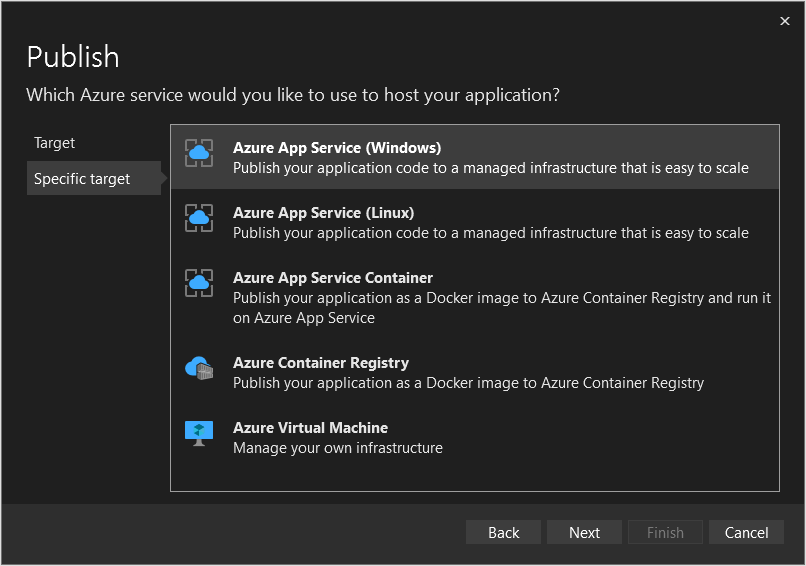 Publish
Which Azure service would you like to use to host your application?
Target
Specific target
Azure App Service (Windows)
Publish your application code to a managed infrastructure that is easy to scale
Azure App Service (Linux)
Publish your application code to a managed infrastructure that is easy to scale
Azure App Service Container
Publish your application as a Docker image to Azure Container Registry and run it
on Azure App Service
Azure Container Registry
Publish your application as a Docker image to Azure Container Registry
Azure Virtual Machine
Manage your own infrastructure
Back
Next
Finish
Cancel